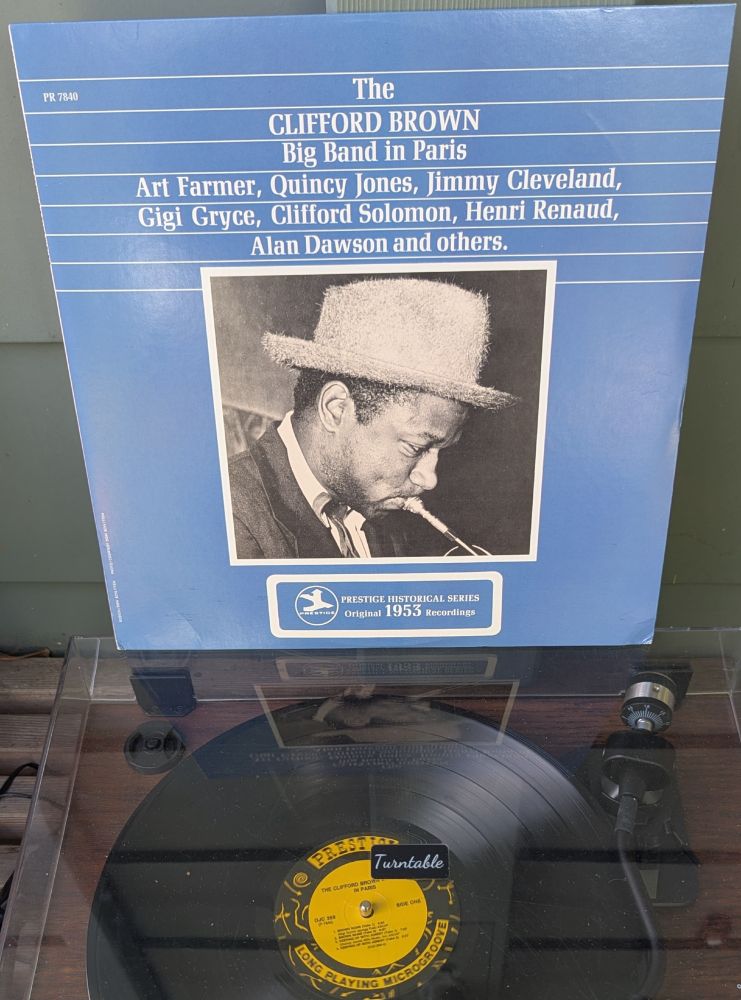 PR 7840
The
CLIFFORD BROWN
Big Band in Paris
Art Farmer, Quincy Jones, Jimmy Cleveland,
Gigi Gryce, Clifford Solomon, Henri Renaud,
Alan Dawson and others.
PRESTIGE
PRESTIGE HISTORICAL SERIES
Original 1953 Recordings
Turntable
THE CLIFFORD BROWN
IN PARIS
SIDE ONE
LONG PLAYING MICROGROOVE